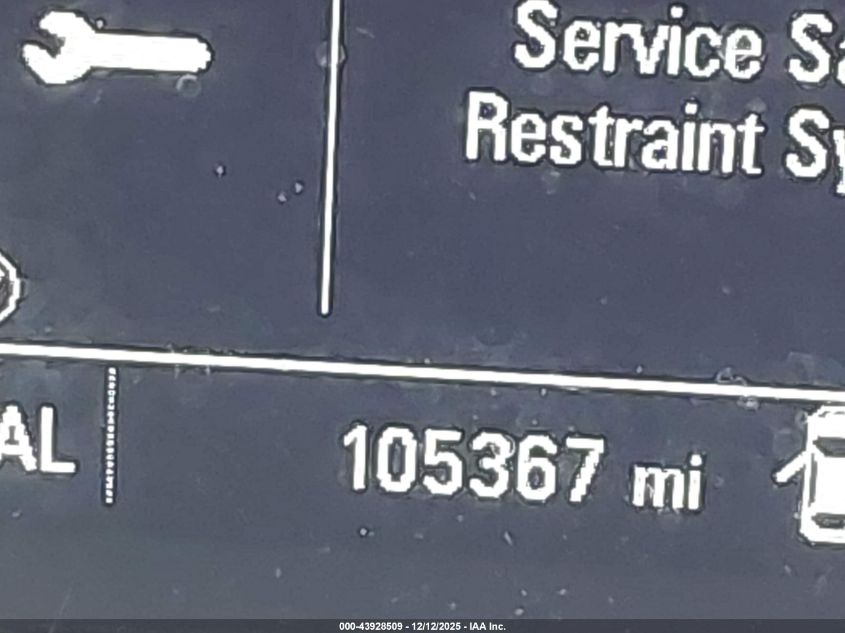 Service Sa
Restraint Sy
AL
105367 mi
000-43928509 - 12/12/2025 - IAA Inc.